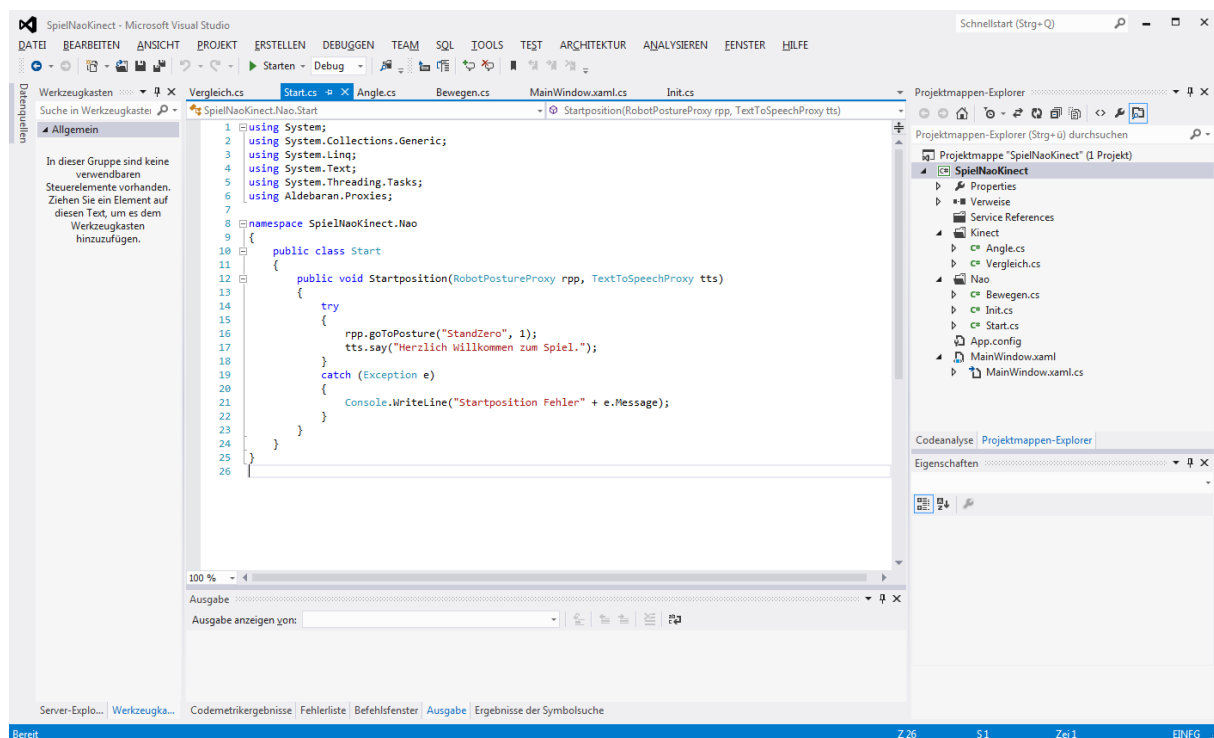 SpielNaoKinect - Microsoft Visual Studio
Schnellstart (Strg+Q)
DATEI BEARBEITEN ANSICHT PROJEKT ERSTELLEN DEBUGGEN TEAM SQL TOOLS TEST ARCHITEKTUR ANALYSIEREN FENSTER HILFE
Starten Debug
Datenquellen
Werkzeugkasten
Suche in Werkzeugkaster
Allgemein
In dieser Gruppe sind keine
verwendbaren
Steuerelemente vorhanden.
Ziehen Sie ein Element auf
diesen Text, um es dem
Werkzeugkasten
hinzuzufügen.
Server-Explo... Werkzeugka...
Vergleich.cs Start.cs Angle.cs Bewegen.cs MainWindow.xaml.cs Init.cs
SpielNaoKinect.Nao.Start Startposition(RobotPostureProxy rpp, TextToSpeechProxy tts)
1 using System;
2 using System.Collections.Generic;
3 using System.Linq;
4 using System.Text;
5 using System.Threading.Tasks;
6 using Aldebaran.Proxies;
7
8 namespace SpielNaoKinect.Nao
9 {
10 public class Start
11 {
12 public void Startposition(RobotPostureProxy rpp, TextToSpeechProxy tts)
13 {
14 try
15 {
16 rpp.goToPosture("StandZero", 1);
17 tts.say("Herzlich Willkommen zum Spiel.");
18 }
19 catch (Exception e)
20 {
21 Console.WriteLine("Startposition Fehler" + e.Message);
22 }
23 }
24 }
25 }
26
100 %
Ausgabe
Ausgabe anzeigen von:
Codemetrikergebnisse Fehlerliste Befehlsfenster Ausgabe Ergebnisse der Symbolsuche
Projektmappen-Explorer
Projektmappen-Explorer (Strg+ü) durchsuchen
Projektmappe "SpielNaoKinect" (1 Projekt)
C# SpielNaoKinect
Properties
Verweise
Service References
Kinect
C# Angle.cs
C# Vergleich.cs
Nao
C# Bewegen.cs
C# Init.cs
C# Start.cs
App.config
MainWindow.xaml
MainWindow.xaml.cs
Codeanalyse Projektmappen-Explorer
Eigenschaften
Bereit Z 26 S 1 Zei 1 EINFG